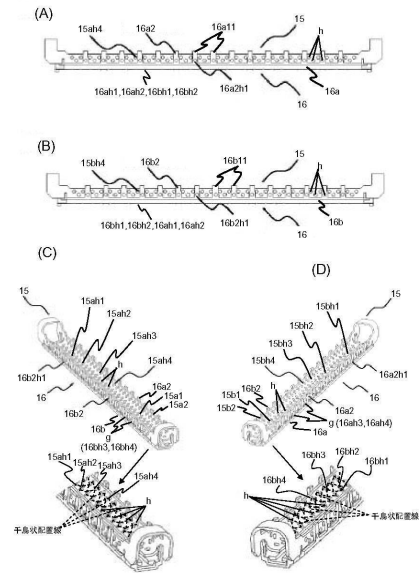 (A)
15ah4 16a2 16a11 15 h
16ah1,16ah2,16bh1,16bh2 16a2h1 16 16a
(B)
15bh4 16b2 16b11 15 h
16bh1,16bh2,16ah1,16ah2 16b2h1 16 16b
(C) (D)
15 15ah1 15ah2 15ah3 h 15ah4
16b2h1 16 16b2 16a2 15a1 15a2
16b g
(16bh3,16bh4)
15ah1 15ah2 15ah3 15ah4 h
千鳥状配置線
15bh1 15 15bh2 15bh3 15bh4 h
16b2 15b1 15b2 16a2h1 16 16a2
16a g (16ah3,16ah4)
16bh2 16bh3 16bh1 16bh4 h
千鳥状配置線